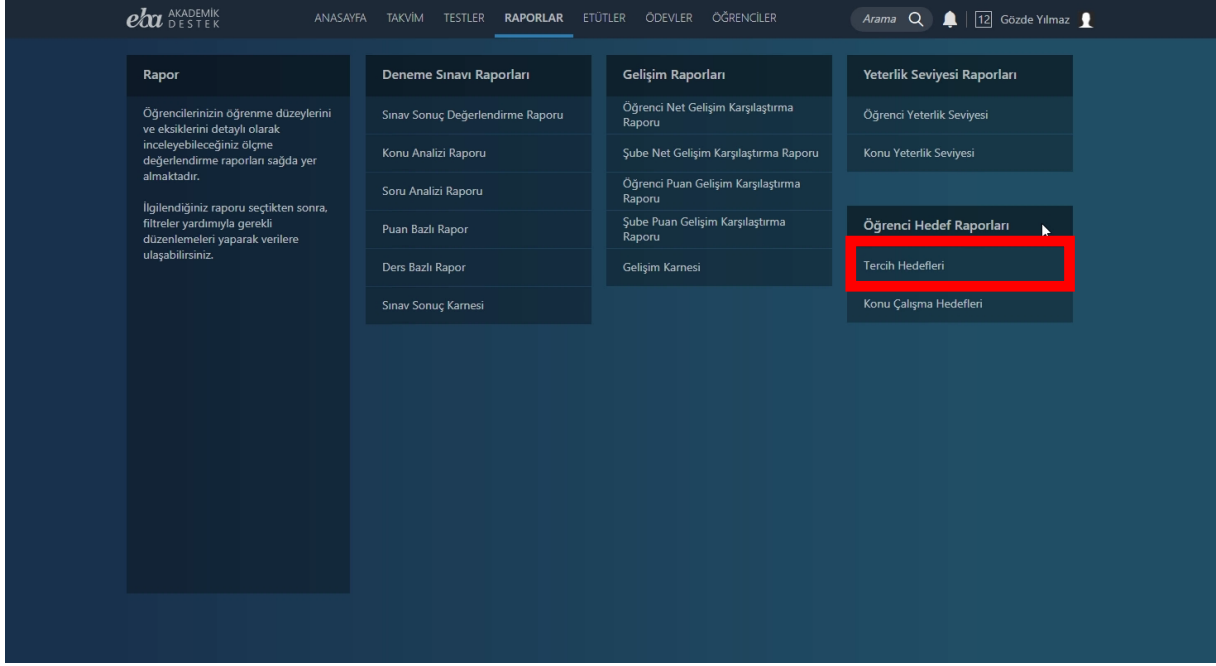 eba AKADEMİK
DESTEK
ANASAYFA TAKVİM TESTLER RAPORLAR ETÜTLER ÖDEVLER ÖĞRENCİLER
Arama 12 Gözde Yılmaz
Rapor
Öğrencilerinizin öğrenme düzeylerini
ve eksiklerini detaylı olarak
inceleyebileceğiniz ölçme
değerlendirme raporları sağda yer
almaktadır.
İlgilendiğiniz raporu seçtikten sonra,
filtreler yardımıyla gerekli
düzenlemeleri yaparak verilere
ulaşabilirsiniz.
Deneme Sınavı Raporları
Sınav Sonuç Değerlendirme Raporu
Konu Analizi Raporu
Soru Analizi Raporu
Puan Bazlı Rapor
Ders Bazlı Rapor
Sınav Sonuç Karnesi
Gelişim Raporları
Öğrenci Net Gelişim Karşılaştırma
Raporu
Şube Net Gelişim Karşılaştırma Raporu
Öğrenci Puan Gelişim Karşılaştırma
Raporu
Şube Puan Gelişim Karşılaştırma
Raporu
Gelişim Karnesi
Yeterlik Seviyesi Raporları
Öğrenci Yeterlik Seviyesi
Konu Yeterlik Seviyesi
Öğrenci Hedef Raporları
Tercih Hedefleri
Konu Çalışma Hedefleri